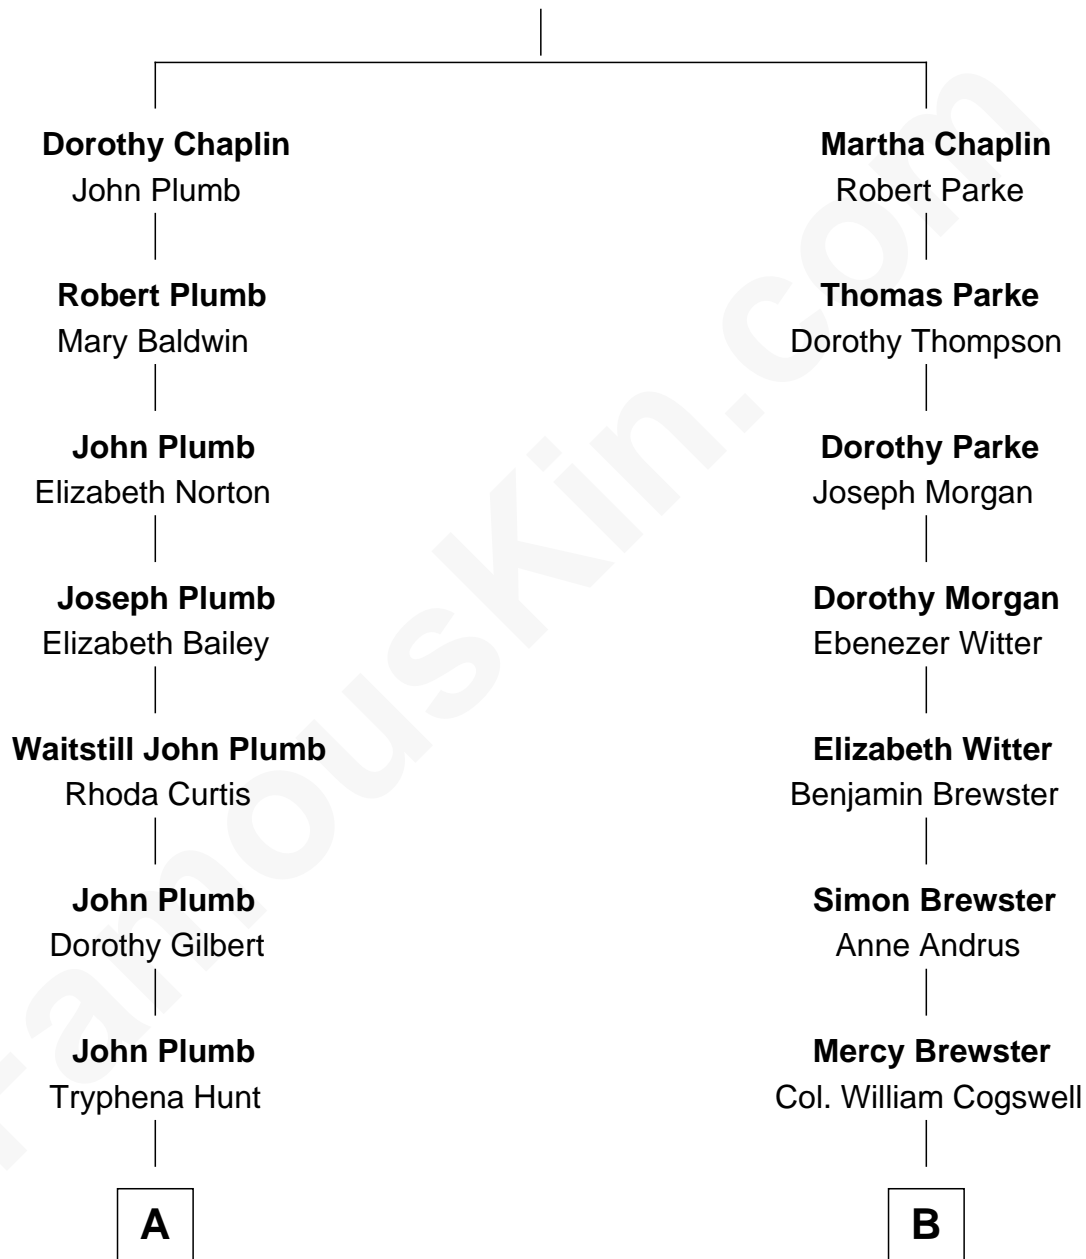 Dorothy Chaplin
John Plumb
Martha Chaplin
Robert Parke
Robert Plumb
Mary Baldwin
Thomas Parke
Dorothy Thompson
John Plumb
Elizabeth Norton
Dorothy Parke
Joseph Morgan
Joseph Plumb
Elizabeth Bailey
Dorothy Morgan
Ebenezer Witter
Waitstill John Plumb
Rhoda Curtis
Elizabeth Witter
Benjamin Brewster
John Plumb
Dorothy Gilbert
Simon Brewster
Anne Andrus
John Plumb
Tryphena Hunt
Mercy Brewster
Col. William Cogswell
A
B
FamousKin.com